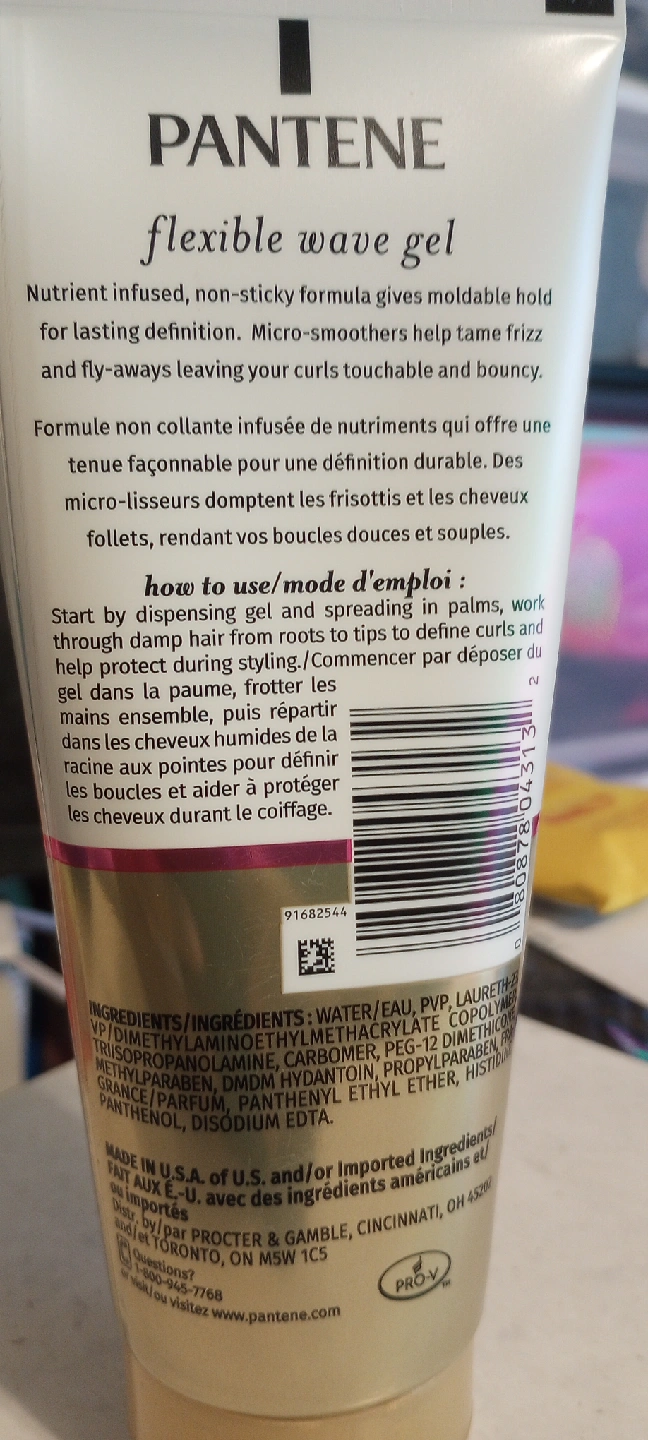 PANTENE
flexible wave gel
Nutrient infused, non-sticky formula gives moldable hold
for lasting definition. Micro-smoothers help tame frizz
and fly-aways leaving your curls touchable and bouncy.
Formule non collante infusée de nutriments qui offre une
tenue façonnable pour une définition durable. Des
micro-lisseurs domptent les frisottis et les cheveux
follets, rendant vos boucles douces et souples.
how to use/mode d'emploi :
Start by dispensing gel and spreading in palms, work
through damp hair from roots to tips to define curls and
help protect during styling./Commencer par déposer du
gel dans la paume, frotter les
mains ensemble, puis répartir
dans les cheveux humides de la
racine aux pointes pour définir
les boucles et aider à protéger
les cheveux durant le coiffage.
0 80878 04313 2
91682544
INGREDIENTS/INGRÉDIENTS : WATER/EAU, PVP,
VP/DIMETHYLAMINOETHYLMETHACRYLATE COPOLYMER
TRIISOPROPANOLAMINE, CARBOMER, PEG-12 DIMETHICONE
METHYLPARABEN, DMDM HYDANTOIN, PROPYLPARABEN,
GRANCE/PARFUM, PANTHENYL ETHYL ETHER,
PANTHENOL, DISODIUM EDTA.
MADE IN U.S.A. of U.S. and/or Imported Ingredients/
FAIT AUX É.-U. avec des ingrédients américains et/
ou importés
Distr. by/par PROCTER & GAMBLE, CINCINNATI, OH 45202
and/et TORONTO, ON M5W 1C5
Questions?
1-800-945-7768
or visit/ou visitez www.pantene.com
PRO-V